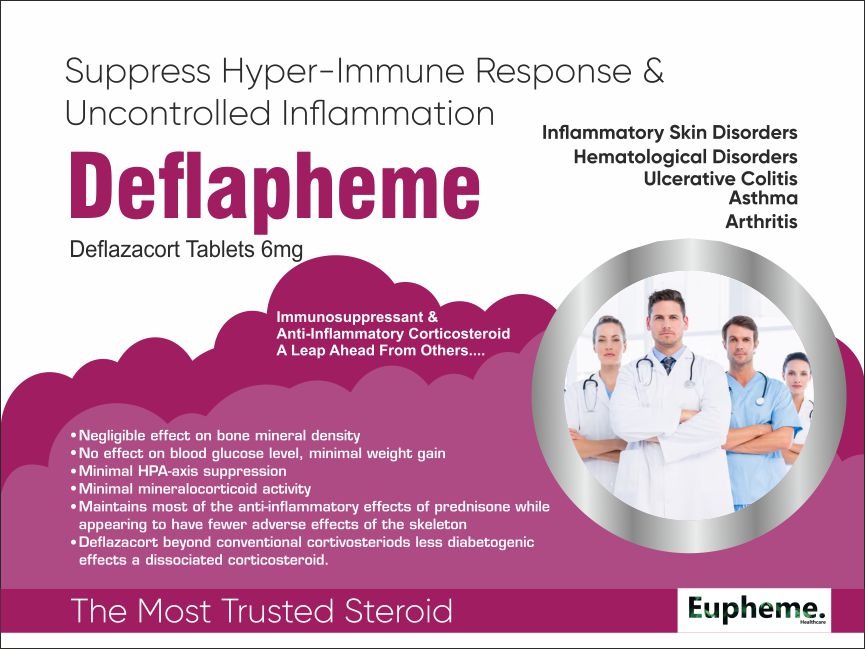 Suppress Hyper-Immune Response &
Uncontrolled Inflammation
Deflapheme
Deflazacort Tablets 6mg
Inflammatory Skin Disorders
Hematological Disorders
Ulcerative Colitis
Asthma
Arthritis
Immunosuppressant &
Anti-Inflammatory Corticosteroid
A Leap Ahead From Others....
•Negligible effect on bone mineral density
•No effect on blood glucose level, minimal weight gain
•Minimal HPA-axis suppression
•Minimal mineralocorticoid activity
•Maintains most of the anti-inflammatory effects of prednisone while
appearing to have fewer adverse effects of the skeleton
•Deflazacort beyond conventional cortivosteriods less diabetogenic
effects a dissociated corticosteroid.
The Most Trusted Steroid
Eupheme.
Healthcare